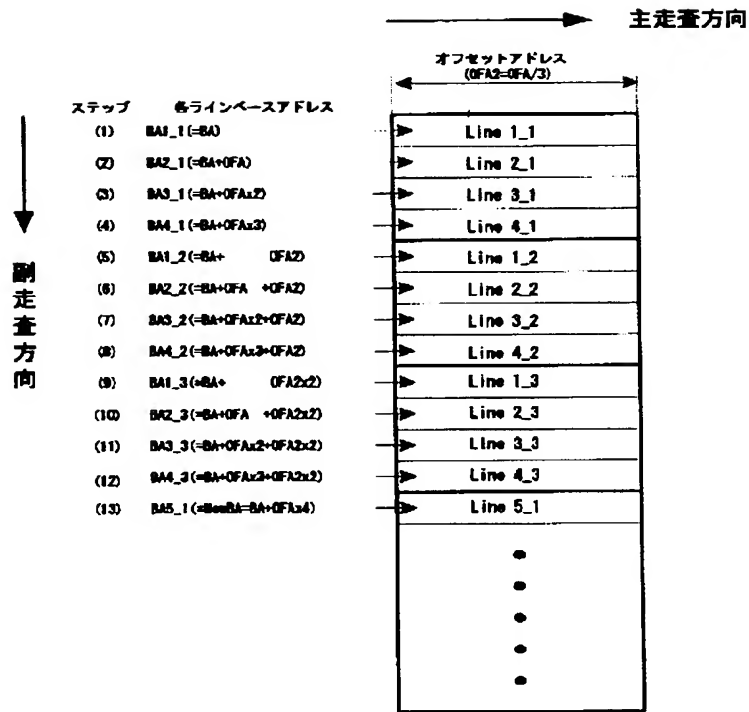 主走査方向
オフセットアドレス
(OFA2=OFA/3)
ステップ 各ラインベースアドレス
(1) BA1_1(=BA) Line 1_1
(2) BA2_1(=BA+OFA) Line 2_1
(3) BA3_1(=BA+OFAx2) Line 3_1
(4) BA4_1(=BA+OFAx3) Line 4_1
(5) BA1_2(=BA+ OFA2) Line 1_2
(6) BA2_2(=BA+OFA +OFA2) Line 2_2
(7) BA3_2(=BA+OFAx2+OFA2) Line 3_2
(8) BA4_2(=BA+OFAx3+OFA2) Line 4_2
(9) BA1_3(=BA+ OFA2x2) Line 1_3
(10) BA2_3(=BA+OFA +OFA2x2) Line 2_3
(11) BA3_3(=BA+OFAx2+OFA2x2) Line 3_3
(12) BA4_3(=BA+OFAx3+OFA2x2) Line 4_3
(13) BA5_1(=NewBA=BA+OFAx4) Line 5_1
副走査方向